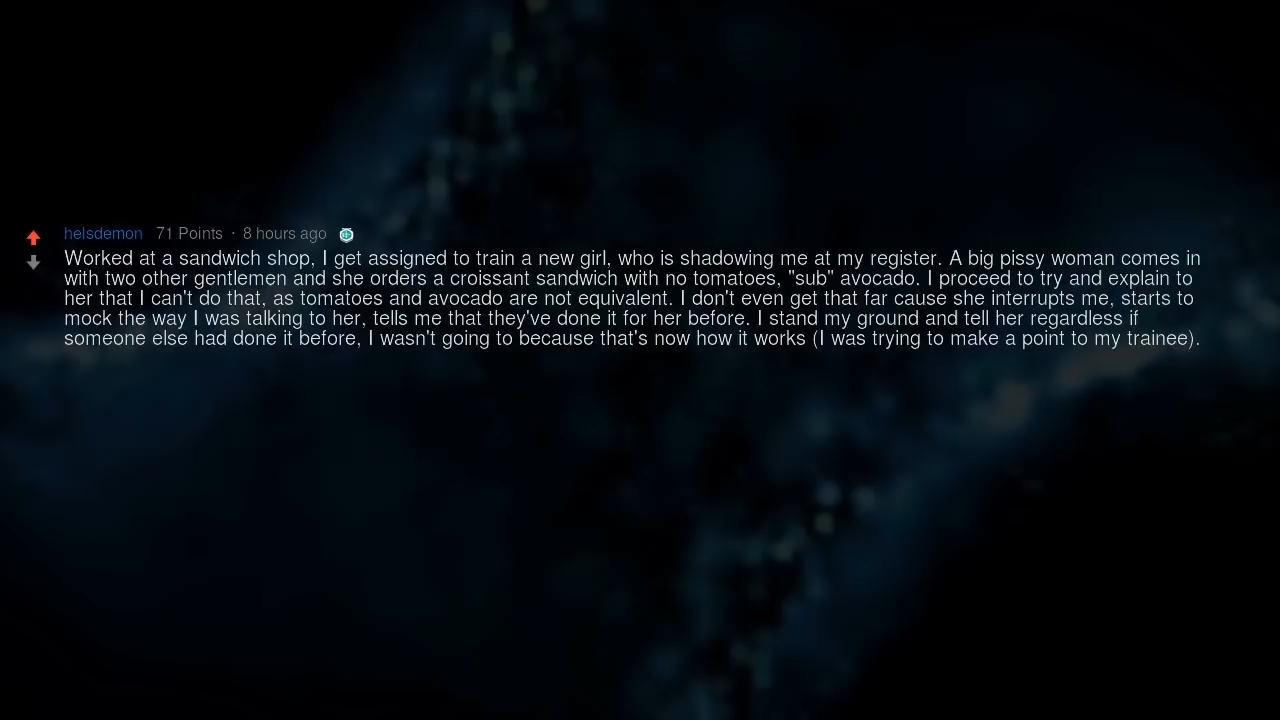 helsdemon 71 Points · 8 hours ago
Worked at a sandwich shop, I get assigned to train a new girl, who is shadowing me at my register. A big pissy woman comes in
with two other gentlemen and she orders a croissant sandwich with no tomatoes, "sub" avocado. I proceed to try and explain to
her that I can't do that, as tomatoes and avocado are not equivalent. I don't even get that far cause she interrupts me, starts to
mock the way I was talking to her, tells me that they've done it for her before. I stand my ground and tell her regardless if
someone else had done it before, I wasn't going to because that's now how it works (I was trying to make a point to my trainee).